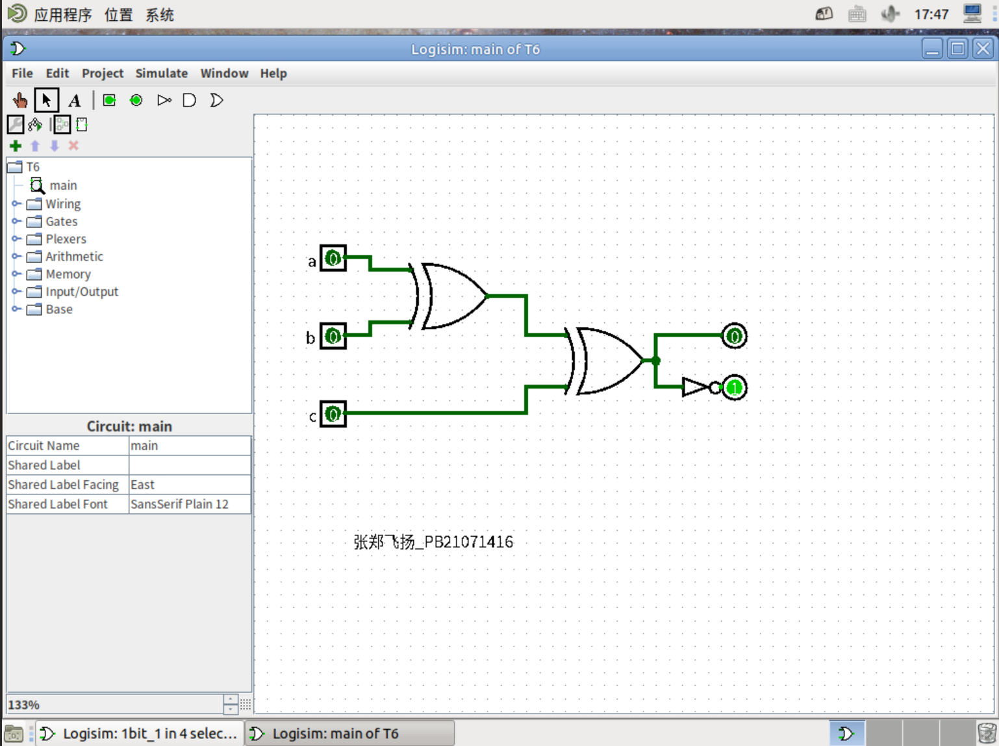 应用程序 位置 系统 17:47
Logisim: main of T6
File Edit Project Simulate Window Help
A
T6
main
Wiring
Gates
Plexers
Arithmetic
Memory
Input/Output
Base
a 0
b 0
0
1
c 0
Circuit: main
Circuit Name main
Shared Label
Shared Label Facing East
Shared Label Font SansSerif Plain 12
张郑飞扬_PB21071416
133%
Logisim: 1bit_1 in 4 selec... Logisim: main of T6